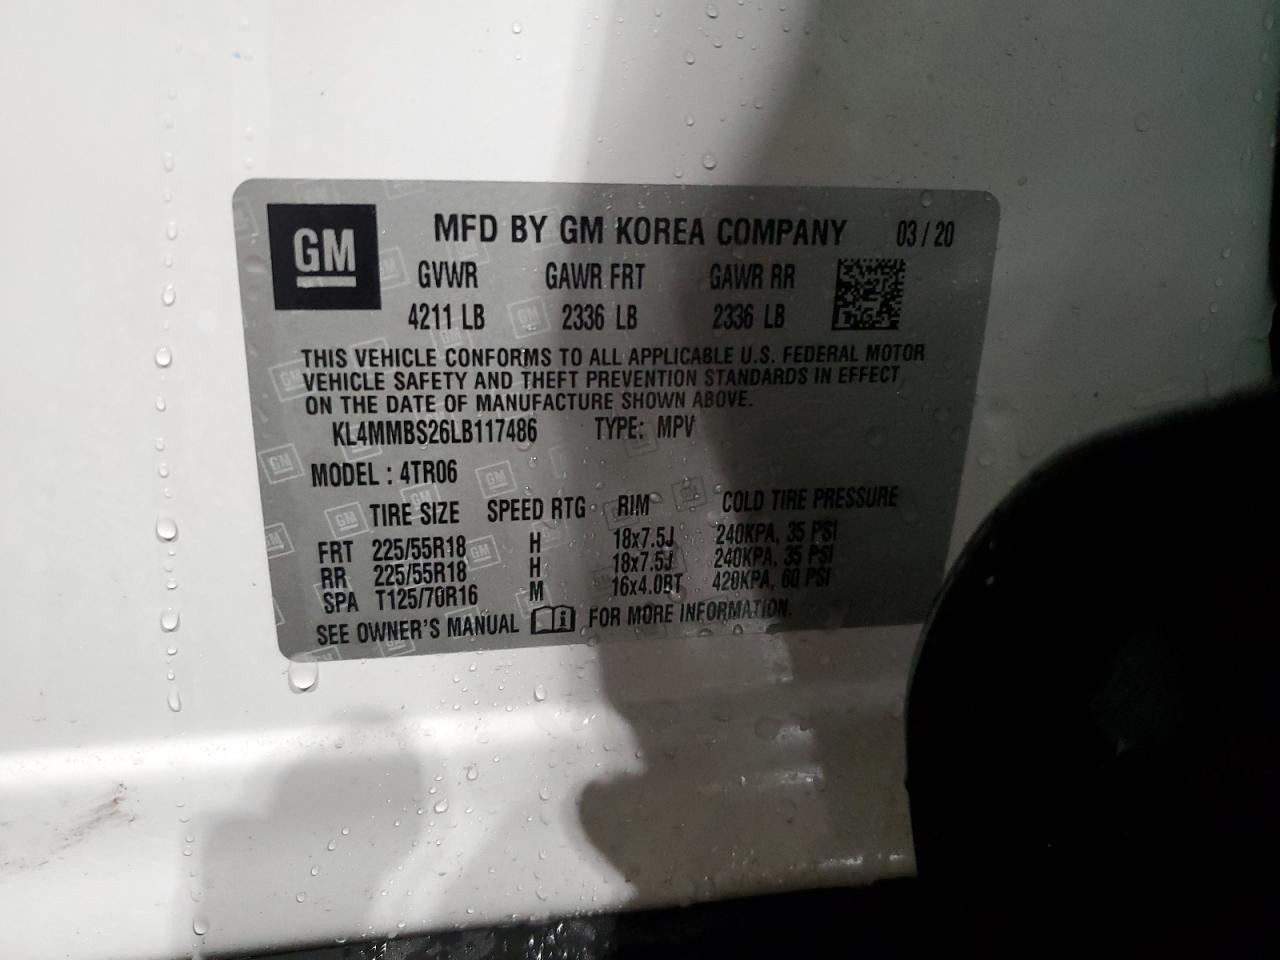 GM
MFD BY GM KOREA COMPANY 03 / 20
GVWR GAWR FRT GAWR RR
4211 LB 2336 LB 2336 LB
THIS VEHICLE CONFORMS TO ALL APPLICABLE U.S. FEDERAL MOTOR
VEHICLE SAFETY AND THEFT PREVENTION STANDARDS IN EFFECT
ON THE DATE OF MANUFACTURE SHOWN ABOVE.
KL4MMBS26LB117486 TYPE: MPV
MODEL : 4TR06
TIRE SIZE SPEED RTG RIM COLD TIRE PRESSURE
FRT 225/55R18 H 18x7.5J 240KPA, 35 PSI
RR 225/55R18 H 18x7.5J 240KPA, 35 PSI
SPA T125/70R16 M 16x4.0BT 420KPA, 60 PSI
SEE OWNER'S MANUAL i FOR MORE INFORMATION.